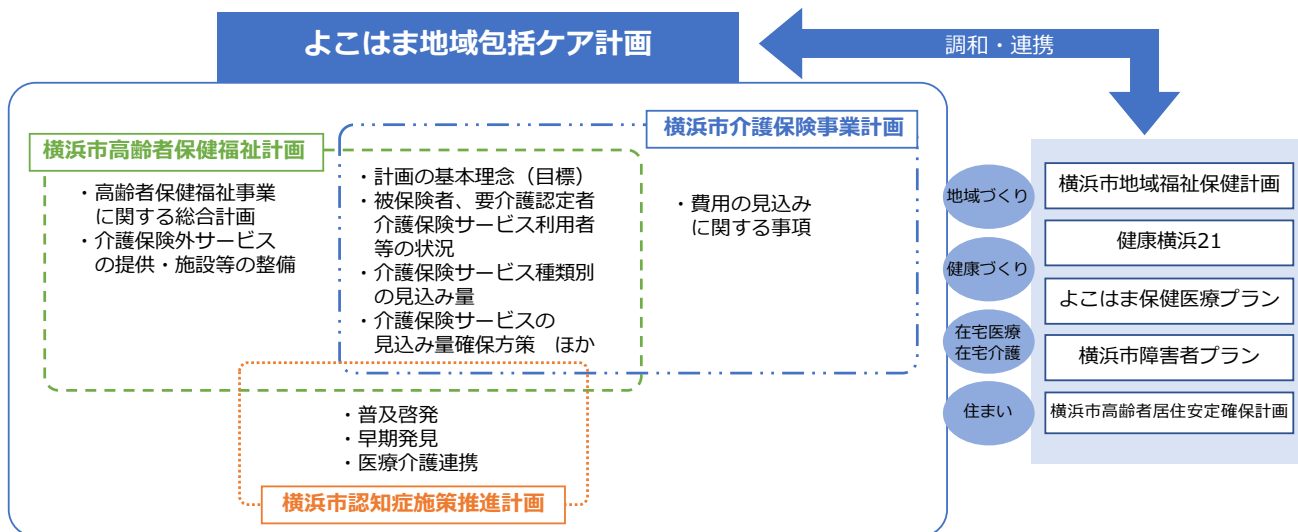 よこはま地域包括ケア計画
調和・連携
横浜市介護保険事業計画
横浜市高齢者保健福祉計画
・高齢者保健福祉事業
に関する総合計画
・介護保険外サービス
の提供・施設等の整備
・計画の基本理念（目標）
・被保険者、要介護認定者
介護保険サービス利用者
等の状況
・介護保険サービス種類別
の見込み量
・介護保険サービスの
見込み量確保方策　ほか
・費用の見込み
に関する事項
・普及啓発
・早期発見
・医療介護連携
横浜市認知症施策推進計画
地域づくり
健康づくり
在宅医療
在宅介護
住まい
横浜市地域福祉保健計画
健康横浜21
よこはま保健医療プラン
横浜市障害者プラン
横浜市高齢者居住安定確保計画